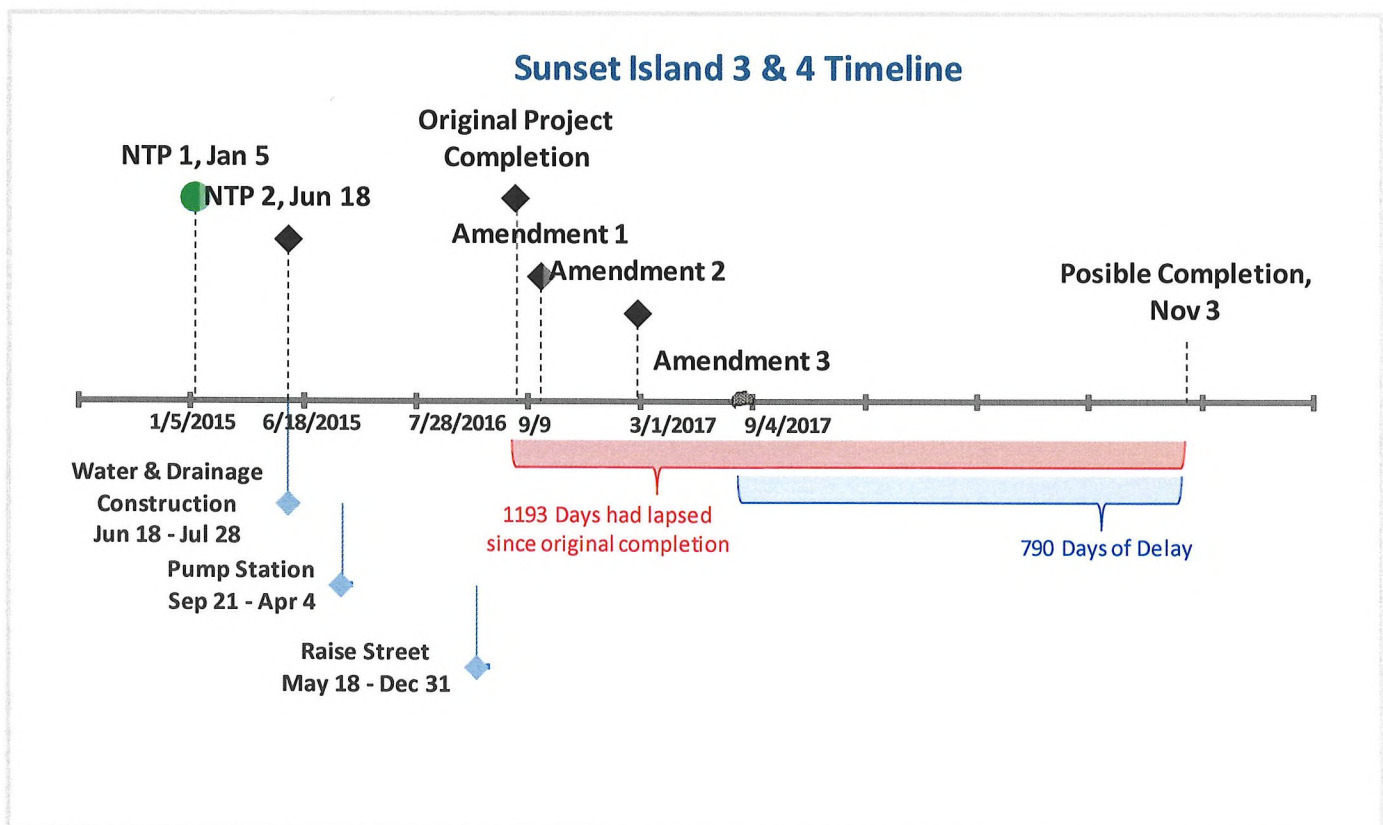 Sunset Island 3 & 4 Timeline
Original Project
Completion
NTP 1, Jan 5
NTP 2, Jun 18
Amendment 1
Amendment 2
Posible Completion,
Nov 3
Amendment 3
1/5/2015 6/18/2015 7/28/2016 9/9 3/1/2017 9/4/2017
Water & Drainage
Construction
Jun 18 - Jul 28
1193 Days had lapsed
since original completion
790 Days of Delay
Pump Station
Sep 21 - Apr 4
Raise Street
May 18 - Dec 31